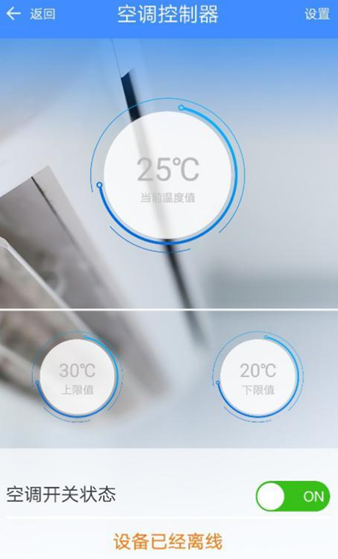 返回 空调控制器 设置
25℃
当前温度值
30℃
上限值
20℃
下限值
空调开关状态 ON
设备已经离线